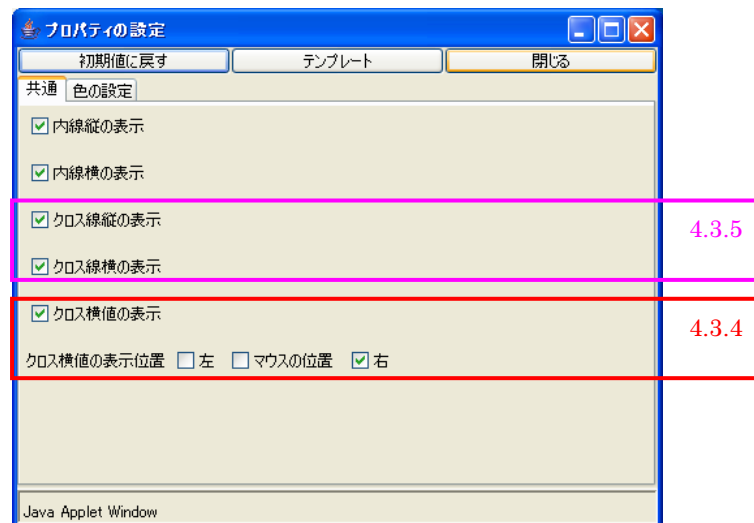 プロパティの設定
初期値に戻す テンプレート 閉じる
共通 色の設定
内線縦の表示
内線横の表示
クロス線縦の表示
4.3.5
クロス線横の表示
クロス横値の表示
4.3.4
クロス横値の表示位置 左 マウスの位置 右
Java Applet Window